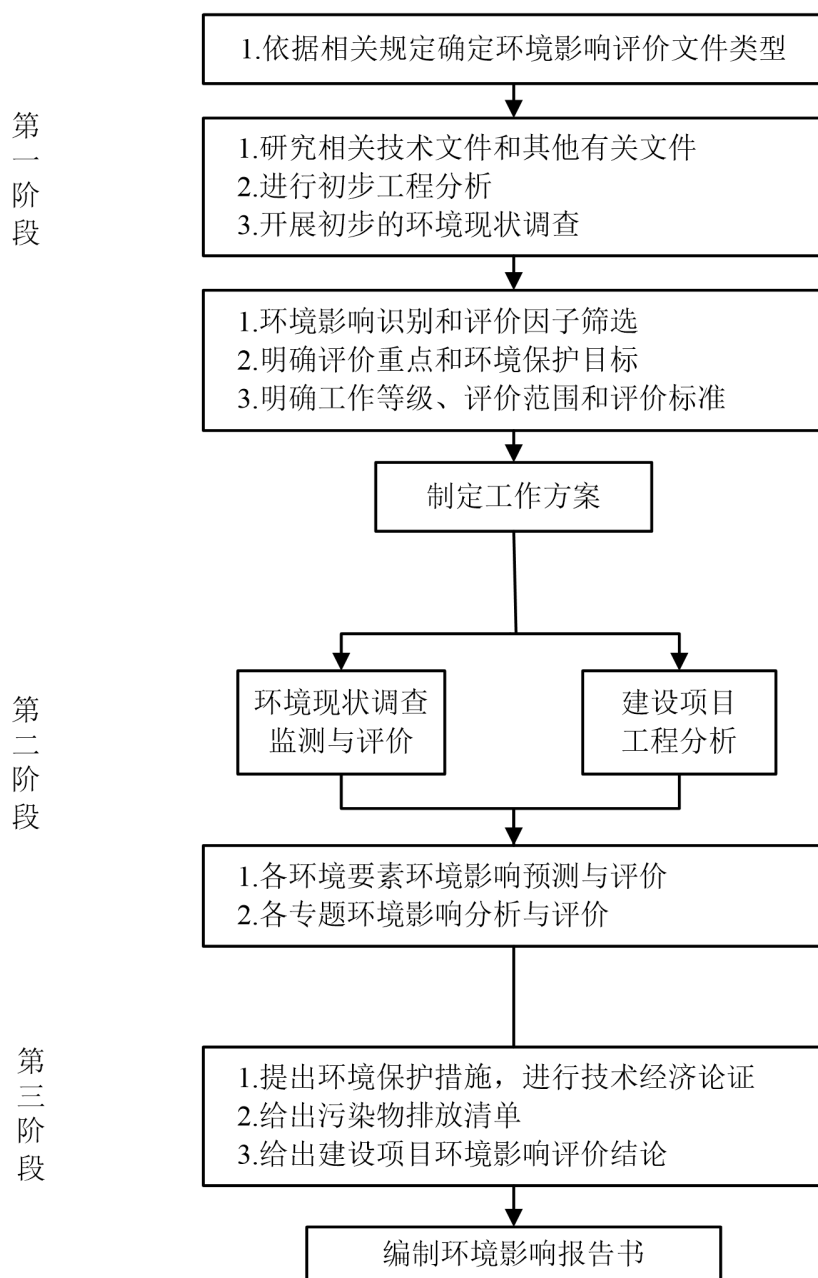 1.依据相关规定确定环境影响评价文件类型
第一阶段
1.研究相关技术文件和其他有关文件
2.进行初步工程分析
3.开展初步的环境现状调查
1.环境影响识别和评价因子筛选
2.明确评价重点和环境保护目标
3.明确工作等级、评价范围和评价标准
制定工作方案
第二阶段
环境现状调查
监测与评价
建设项目
工程分析
1.各环境要素环境影响预测与评价
2.各专题环境影响分析与评价
第三阶段
1.提出环境保护措施，进行技术经济论证
2.给出污染物排放清单
3.给出建设项目环境影响评价结论
编制环境影响报告书